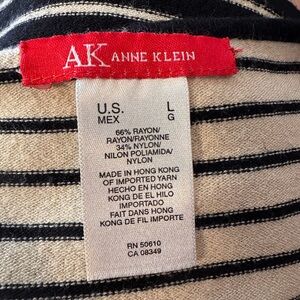 AK ANNE KLEIN
U.S. L
MEX G
66% RAYON/
RAYON/RAYONNE
34% NYLON/
NILON POLIAMIDA/
NYLON
MADE IN HONG KONG
OF IMPORTED YARN
HECHO EN HONG
KONG DE EL HILO
IMPORTADO
FAIT DANS HONG
KONG DE FIL IMPORTE
RN 50610
CA 08349